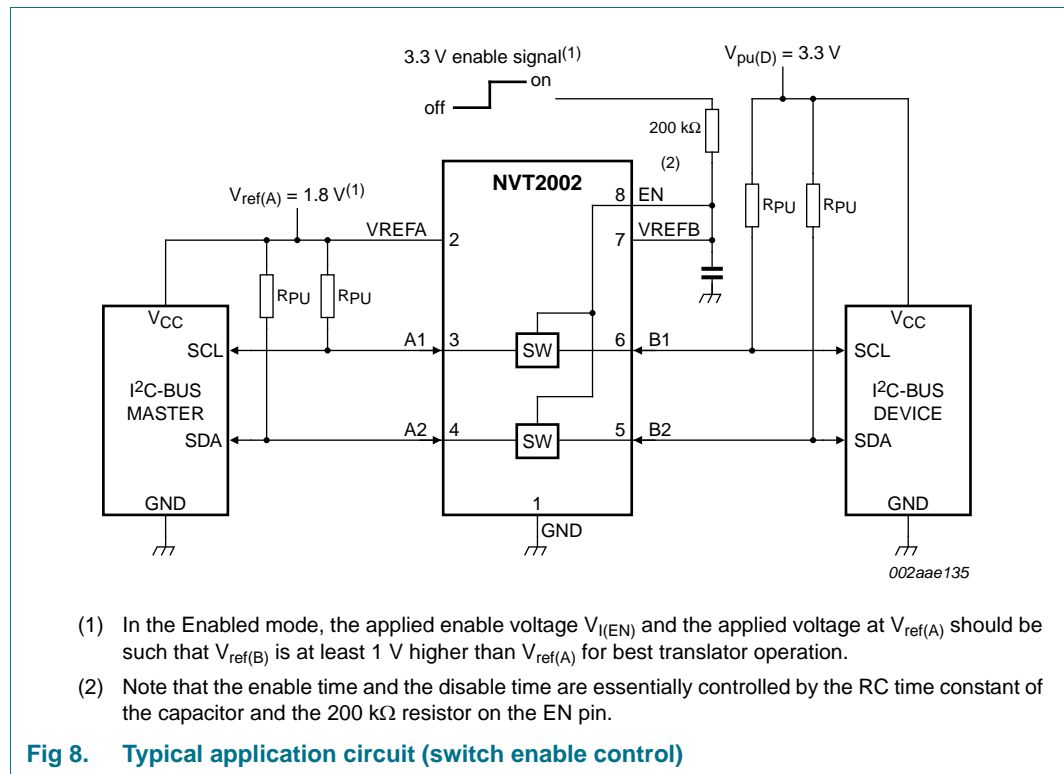 3.3 V enable signal(1)
on
off
Vpu(D) = 3.3 V
200 kΩ
(2)
NVT2002
8 EN
RPU
RPU
Vref(A) = 1.8 V(1)
VREFA
2
7
VREFB
RPU
RPU
VCC
VCC
SCL
A1
3
SW
6
B1
SCL
I2C-BUS
MASTER
I2C-BUS
DEVICE
SDA
A2
4
SW
5
B2
SDA
GND
1
GND
GND
002aae135
(1) In the Enabled mode, the applied enable voltage VI(EN) and the applied voltage at Vref(A) should be
such that Vref(B) is at least 1 V higher than Vref(A) for best translator operation.
(2) Note that the enable time and the disable time are essentially controlled by the RC time constant of
the capacitor and the 200 kΩ resistor on the EN pin.
Fig 8. Typical application circuit (switch enable control)